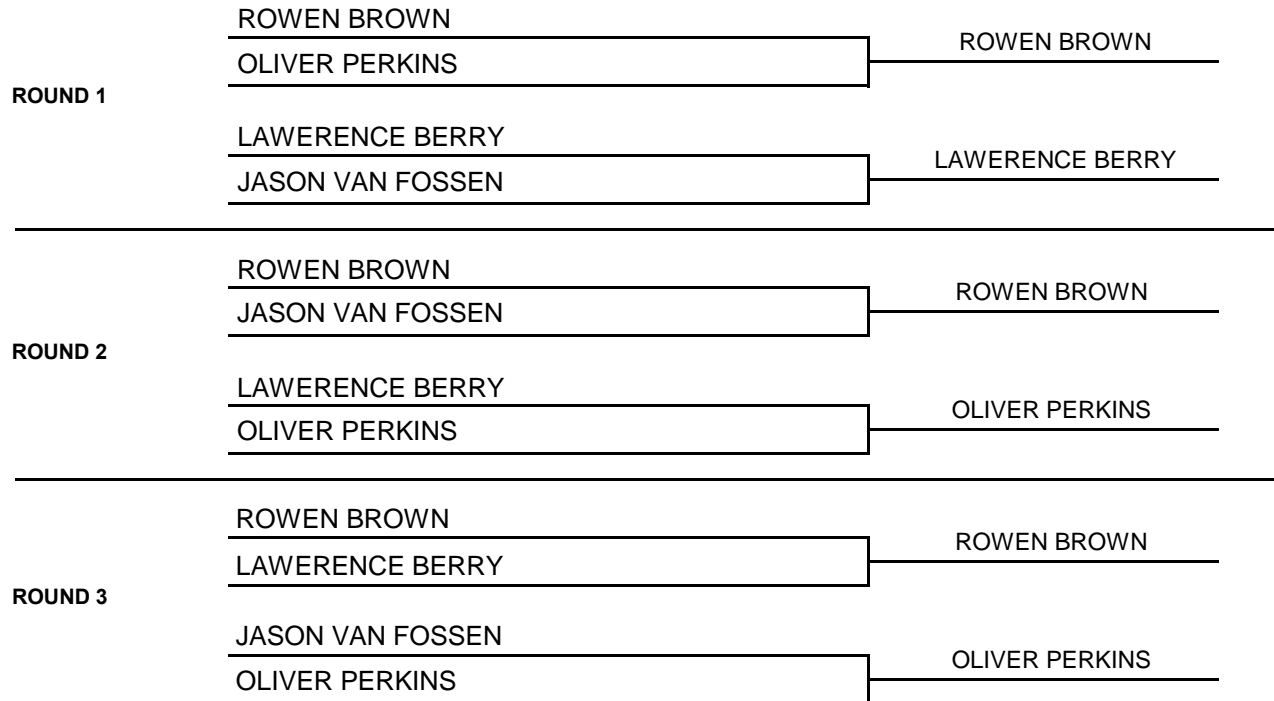 ROWEN BROWN
ROWEN BROWN
OLIVER PERKINS
ROUND 1
LAWERENCE BERRY
LAWERENCE BERRY
JASON VAN FOSSEN
ROWEN BROWN
ROWEN BROWN
JASON VAN FOSSEN
ROUND 2
LAWERENCE BERRY
OLIVER PERKINS
OLIVER PERKINS
ROWEN BROWN
ROWEN BROWN
LAWERENCE BERRY
ROUND 3
JASON VAN FOSSEN
OLIVER PERKINS
OLIVER PERKINS